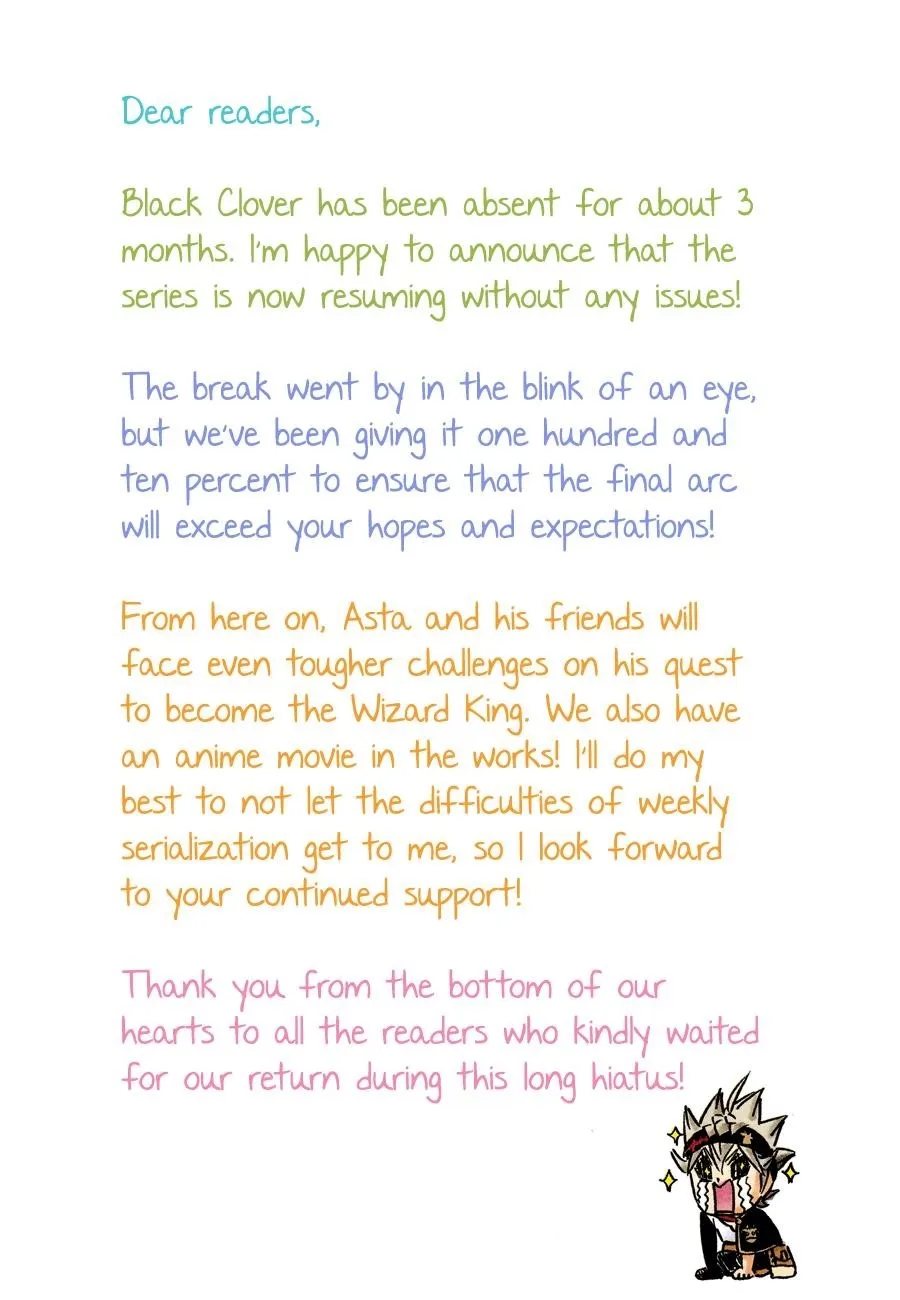 Dear readers,
Black Clover has been absent for about 3
months. I'm happy to announce that the
series is now resuming without any issues!
The break went by in the blink of an eye,
but we've been giving it one hundred and
ten percent to ensure that the final arc
will exceed your hopes and expectations!
From here on, Asta and his friends will
face even tougher challenges on his quest
to become the Wizard King. We also have
an anime movie in the works! I'll do my
best to not let the difficulties of weekly
serialization get to me, so I look forward
to your continued support!
Thank you from the bottom of our
hearts to all the readers who kindly waited
for our return during this long hiatus!